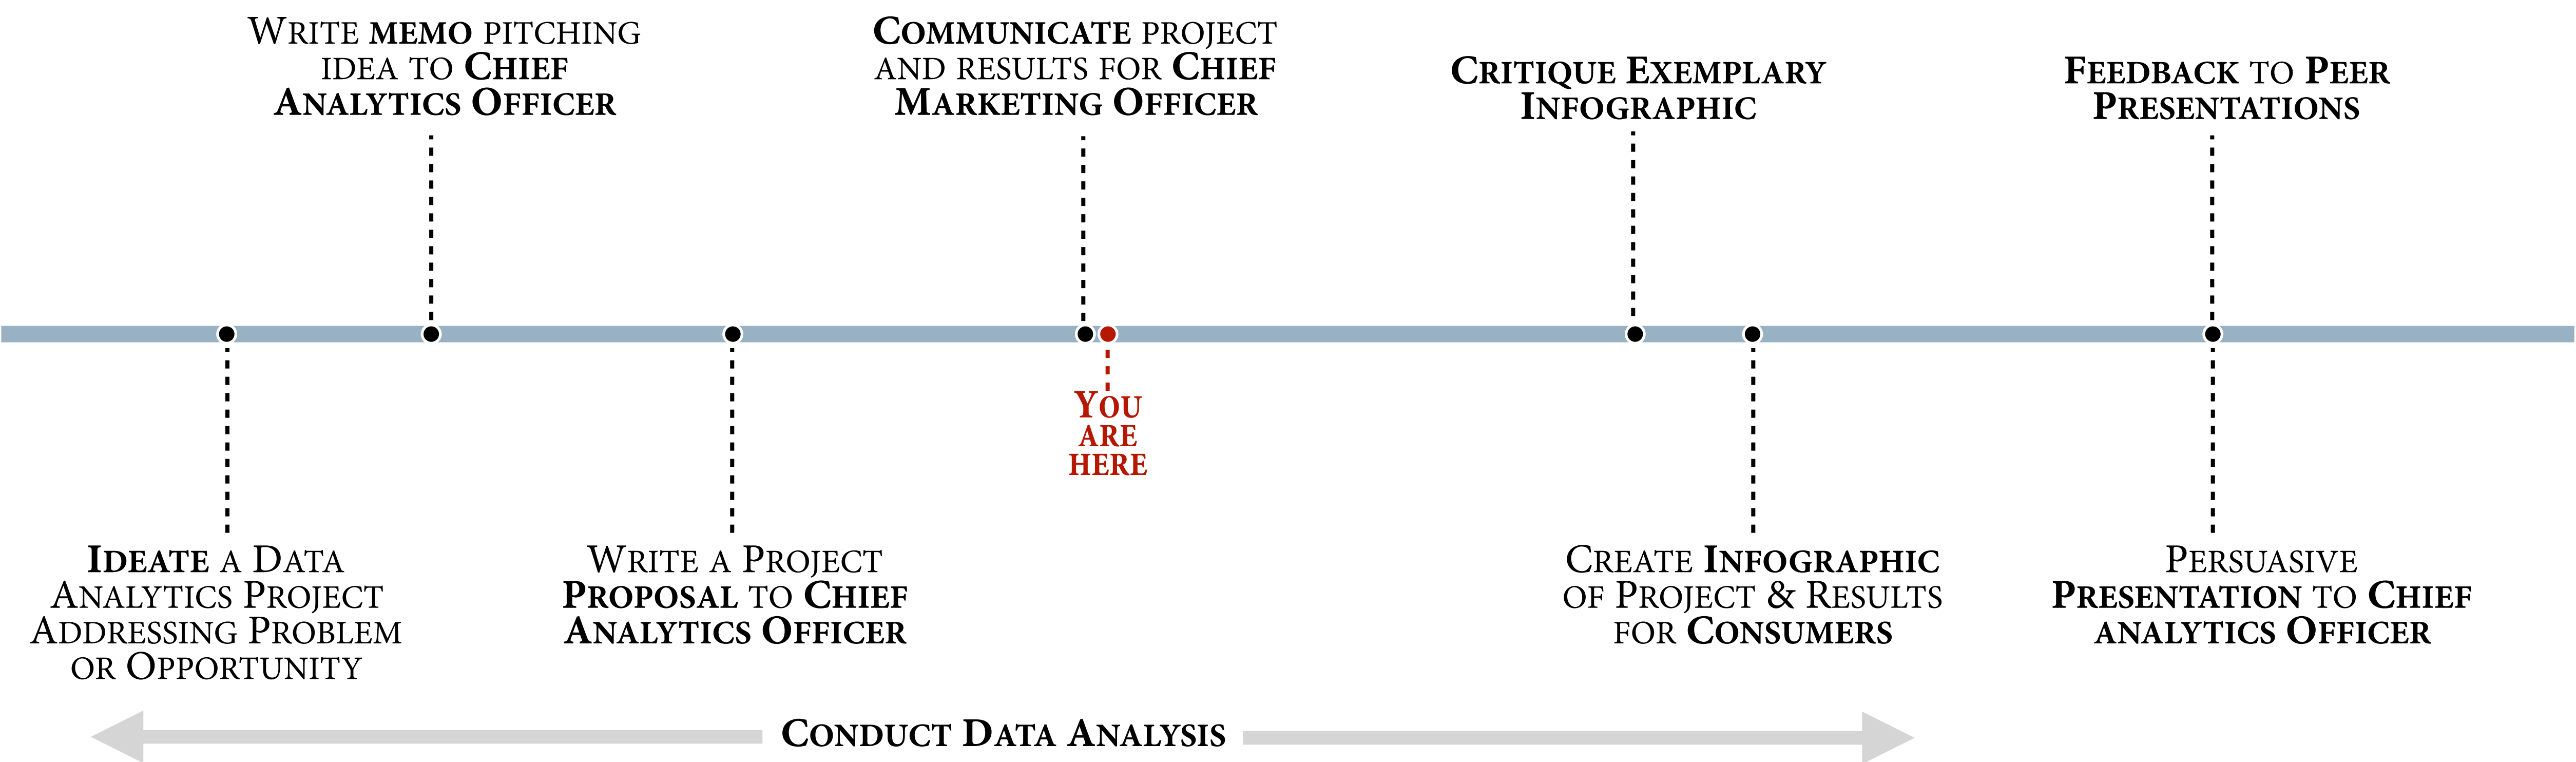 Write memo pitching
idea to Chief
Analytics Officer
Communicate project
and results for Chief
Marketing Officer
Critique Exemplary
Infographic
Feedback to Peer
Presentations
You
are
here
Ideate a Data
Analytics Project
Addressing Problem
or Opportunity
Write a Project
Proposal to Chief
Analytics Officer
Create Infographic
of Project & Results
for Consumers
Persuasive
Presentation to Chief
analytics Officer
Conduct Data Analysis